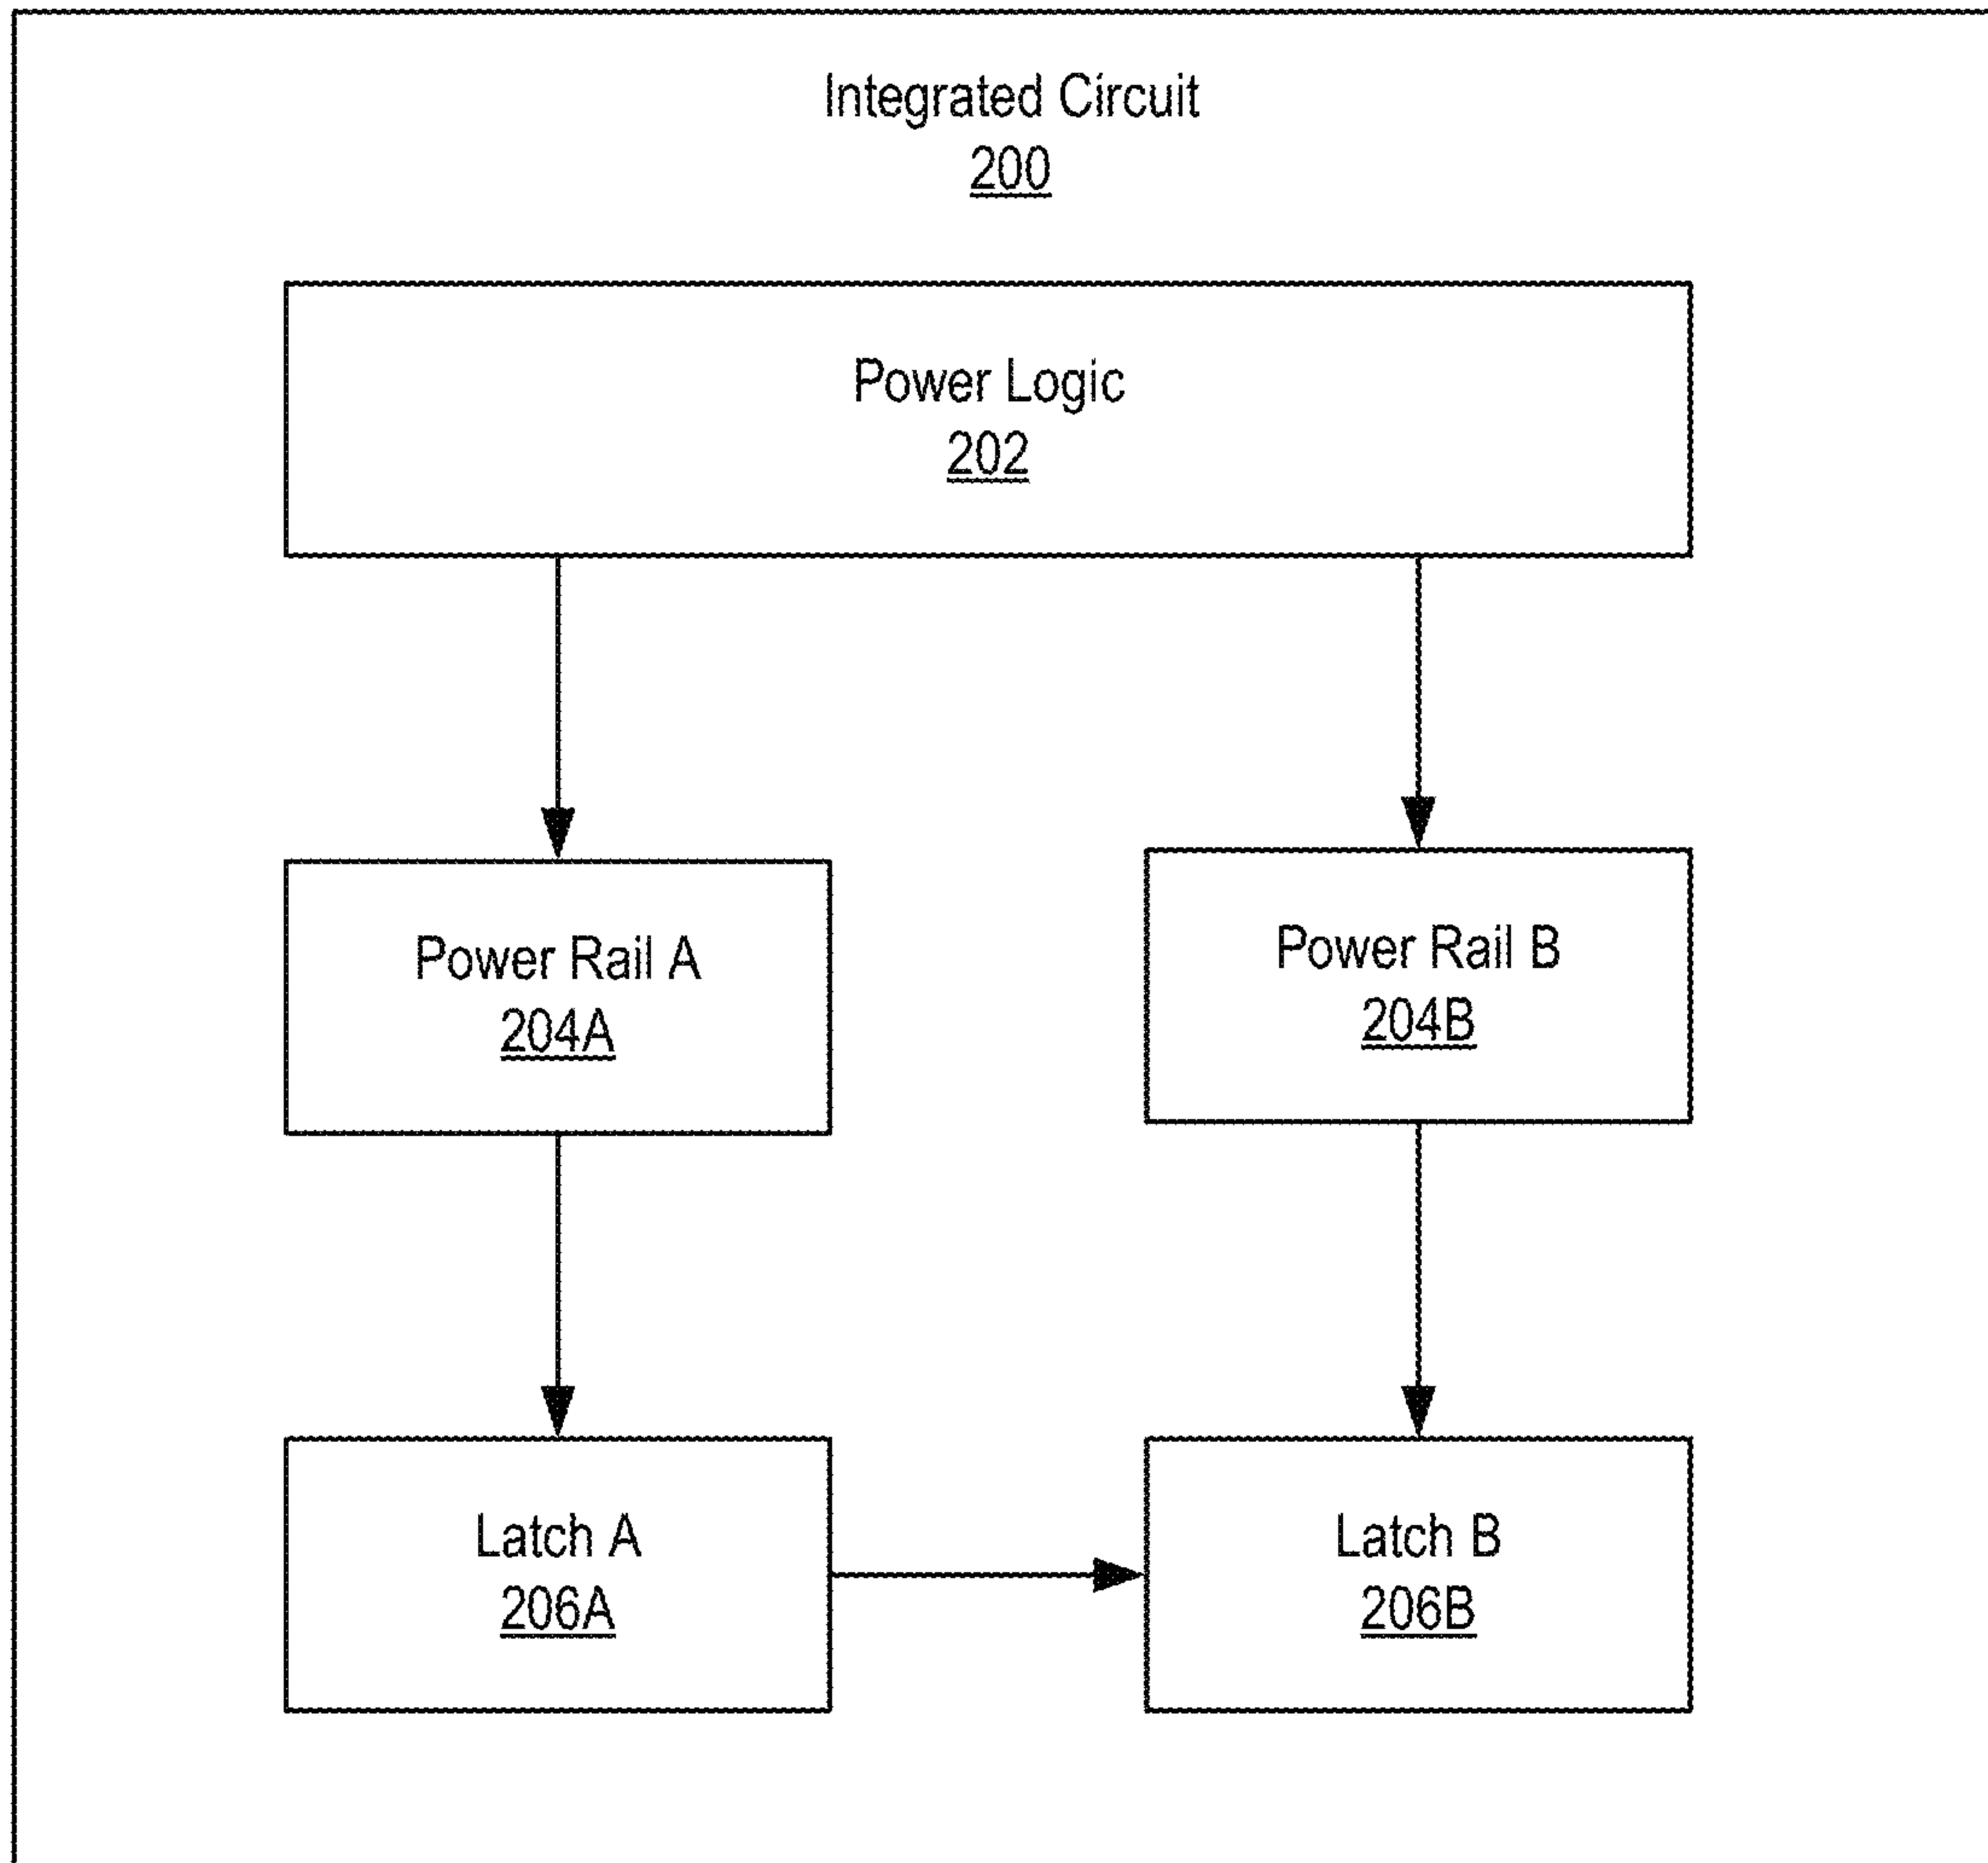 Integrated Circuit
200
Power Logic
202
Power Rail A
204A
Power Rail B
204B
Latch A
206A
Latch B
206B